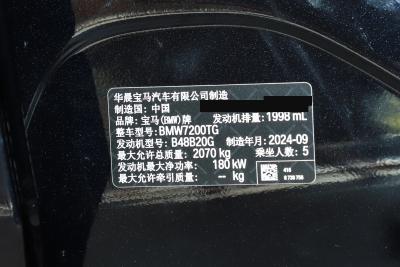 华晨宝马汽车有限公司制造
制造国：中国
品牌：宝马(BMW)牌 发动机排量：1998 mL
整车型号：BMW7200TG
发动机型号：B48B20G 制造年月：2024-09
最大允许总质量：2070 kg 乘坐人数：5
发动机最大净功率：180 kW
最大允许牵引质量：-- kg
416